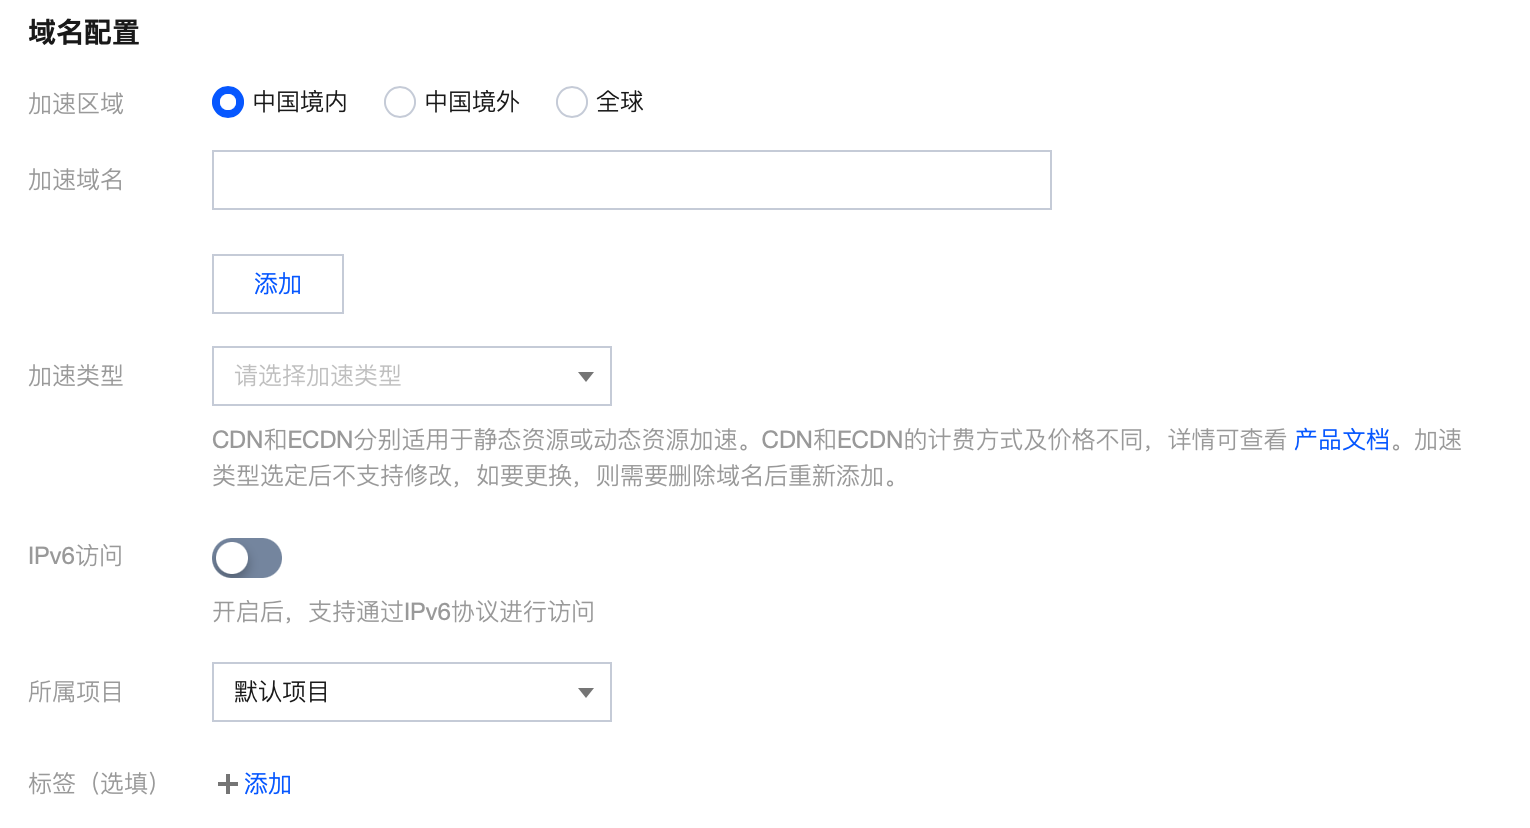 域名配置
加速区域 中国境内 中国境外 全球
加速域名
添加
加速类型 请选择加速类型
CDN和ECDN分别适用于静态资源或动态资源加速。CDN和ECDN的计费方式及价格不同，详情可查看 产品文档。加速
类型选定后不支持修改，如要更换，则需要删除域名后重新添加。
IPv6访问
开启后，支持通过IPv6协议进行访问
所属项目 默认项目
标签（选填） +添加